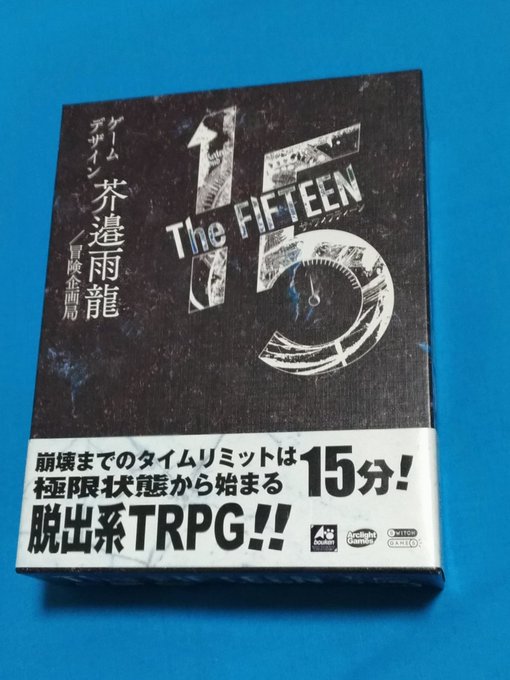 ゲーム
デザイン
芥邉雨龍
/冒険企画局
15
The FIFTEEN
ザ・フィフティーン
崩壊までのタイムリミットは
15分!
極限状態から始まる
脱出系TRPG!!
bouken
Arclight
Games
SWITCH
GAMES